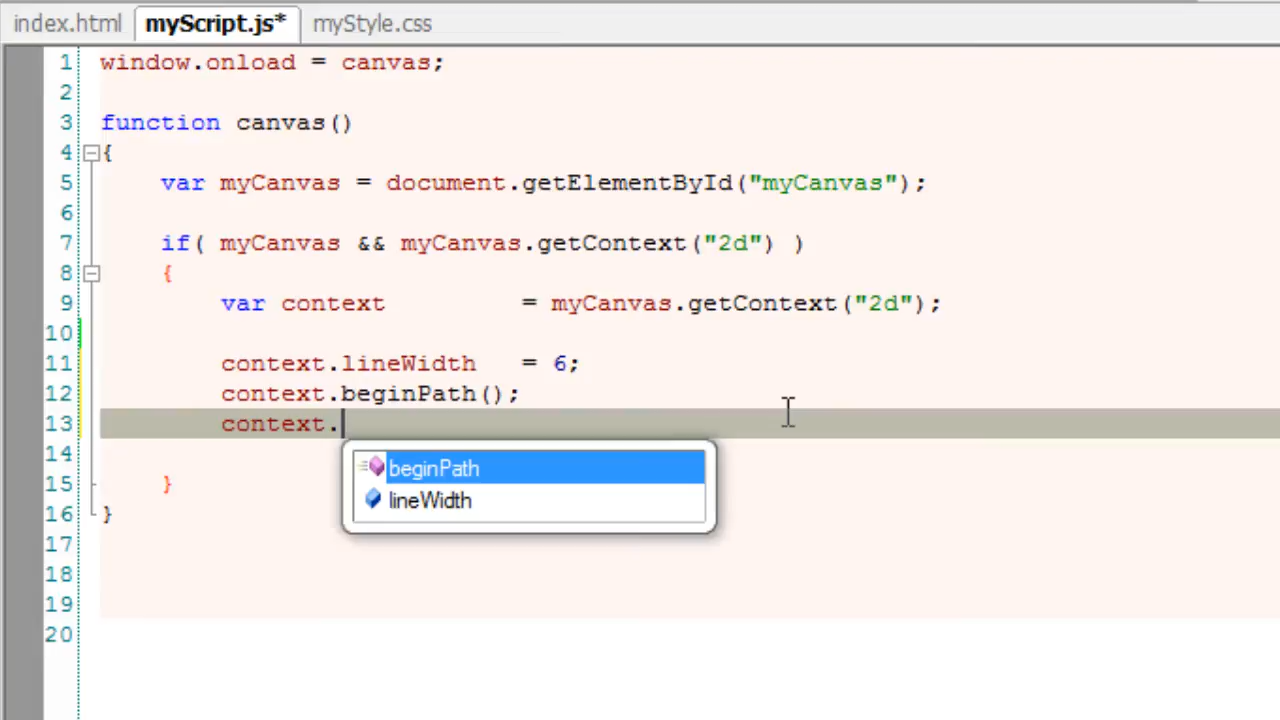 index.html myScript.js* myStyle.css
1 window.onload = canvas;
2
3 function canvas()
4 {
5 var myCanvas = document.getElementById("myCanvas");
6
7 if( myCanvas && myCanvas.getContext("2d") )
8 {
9 var context = myCanvas.getContext("2d");
10
11 context.lineWidth = 6;
12 context.beginPath();
13 context.
beginPath
14
lineWidth
15 }
16 }
17
18
19
20